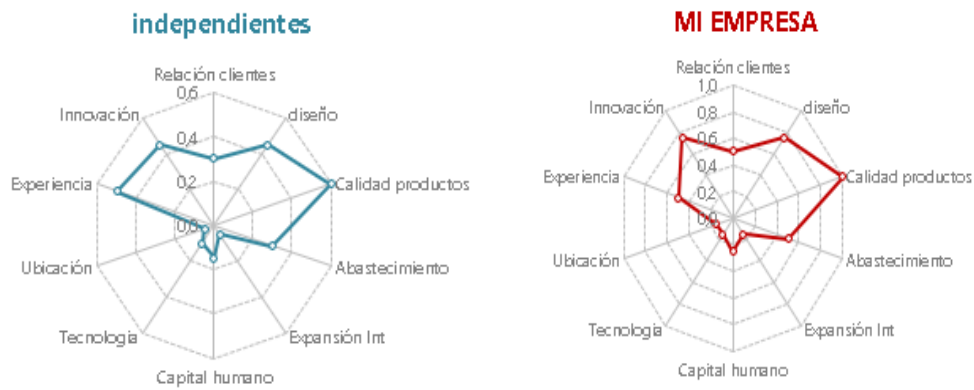 independientes
Relación clientes
0,6
Innovación
diseño
0,4
Experiencia
Calidad productos
0,2
0,0
Ubicación
Abastecimiento
Tecnologia
Expansión Int
Capital humano
MI EMPRESA
Relación clientes
1,0
Innovación
diseño
0,8
0,6
Experiencia
Calidad productos
0,4
0,2
0,0
Ubicación
Abastecimiento
Tecnologia
Expansión Int
Capital humano